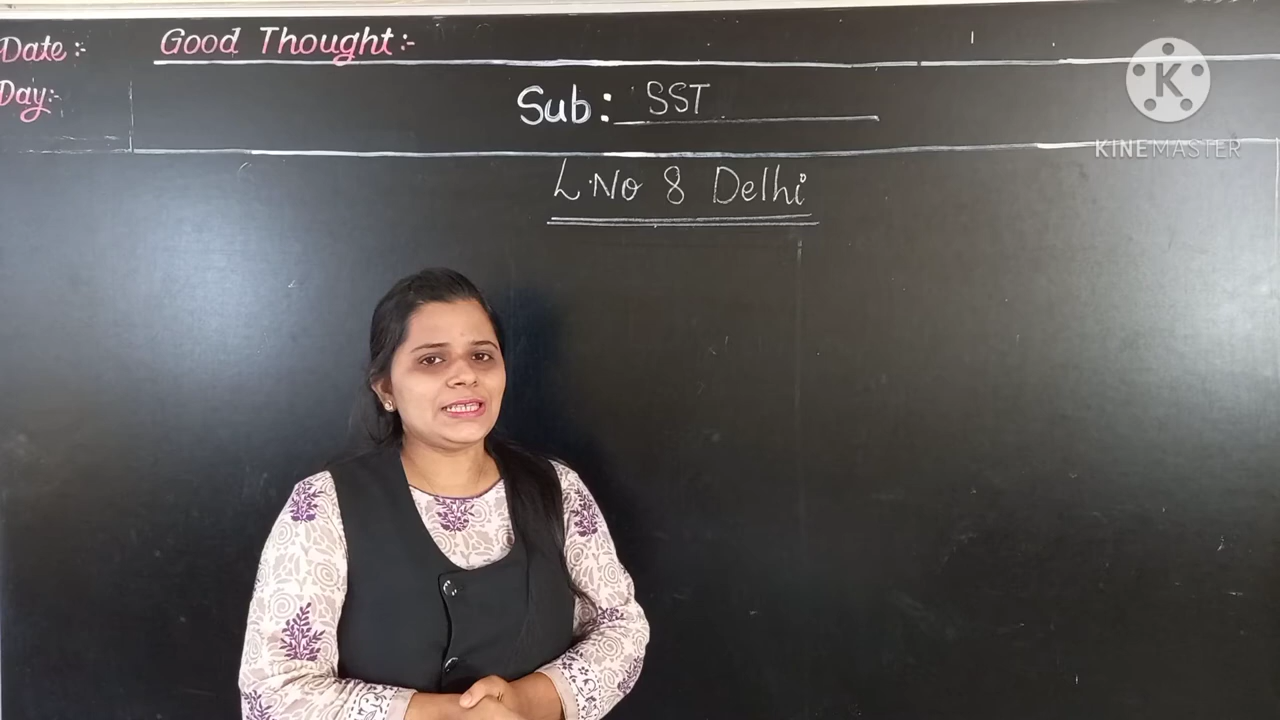 Date :-
Good Thought :-
Day :-
Sub : SST
L.No 8 Delhi
K
KINEMASTER